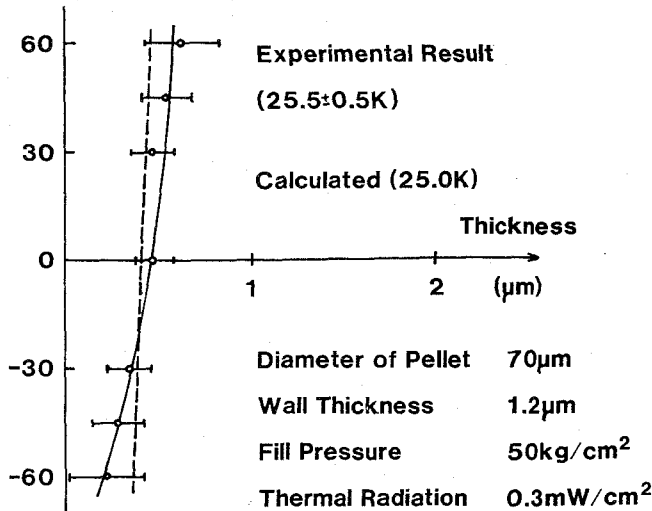 60
Experimental Result
(25.5±0.5K)
30
Calculated (25.0K)
Thickness
0
1
2
(μm)
-30
Diameter of Pellet 70μm
Wall Thickness 1.2μm
Fill Pressure 50kg/cm²
-60
Thermal Radiation 0.3mW/cm²